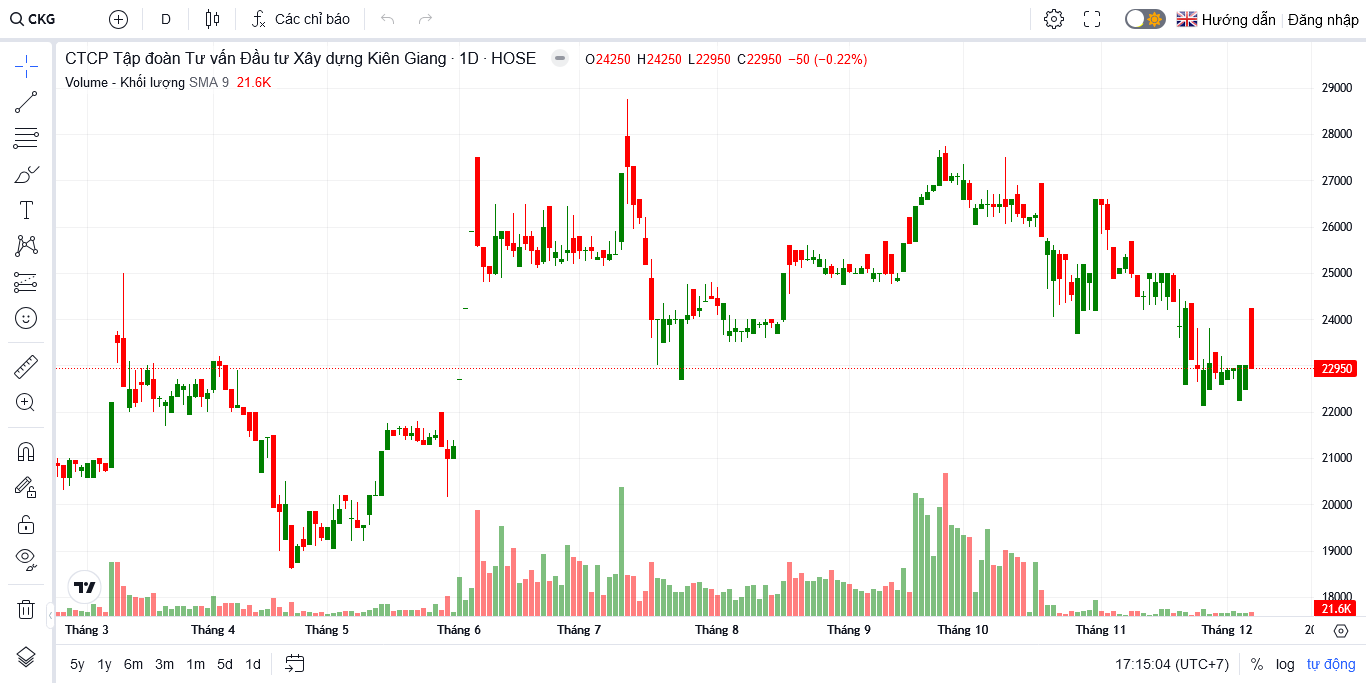 CKG D Các chỉ báo Hướng dẫn Đăng nhập
CTCP Tập đoàn Tư vấn Đầu tư Xây dựng Kiên Giang · 1D · HOSE O24250 H24250 L22950 C22950 −50 (−0.22%)
Volume - Khối lượng SMA 9 21.6K
29000
28000
27000
26000
25000
24000
22950
22000
21000
20000
19000
18000
21.6K
Tháng 3 Tháng 4 Tháng 5 Tháng 6 Tháng 7 Tháng 8 Tháng 9 Tháng 10 Tháng 11 Tháng 12
5y 1y 6m 3m 1m 5d 1d 17:15:04 (UTC+7) % log tự động